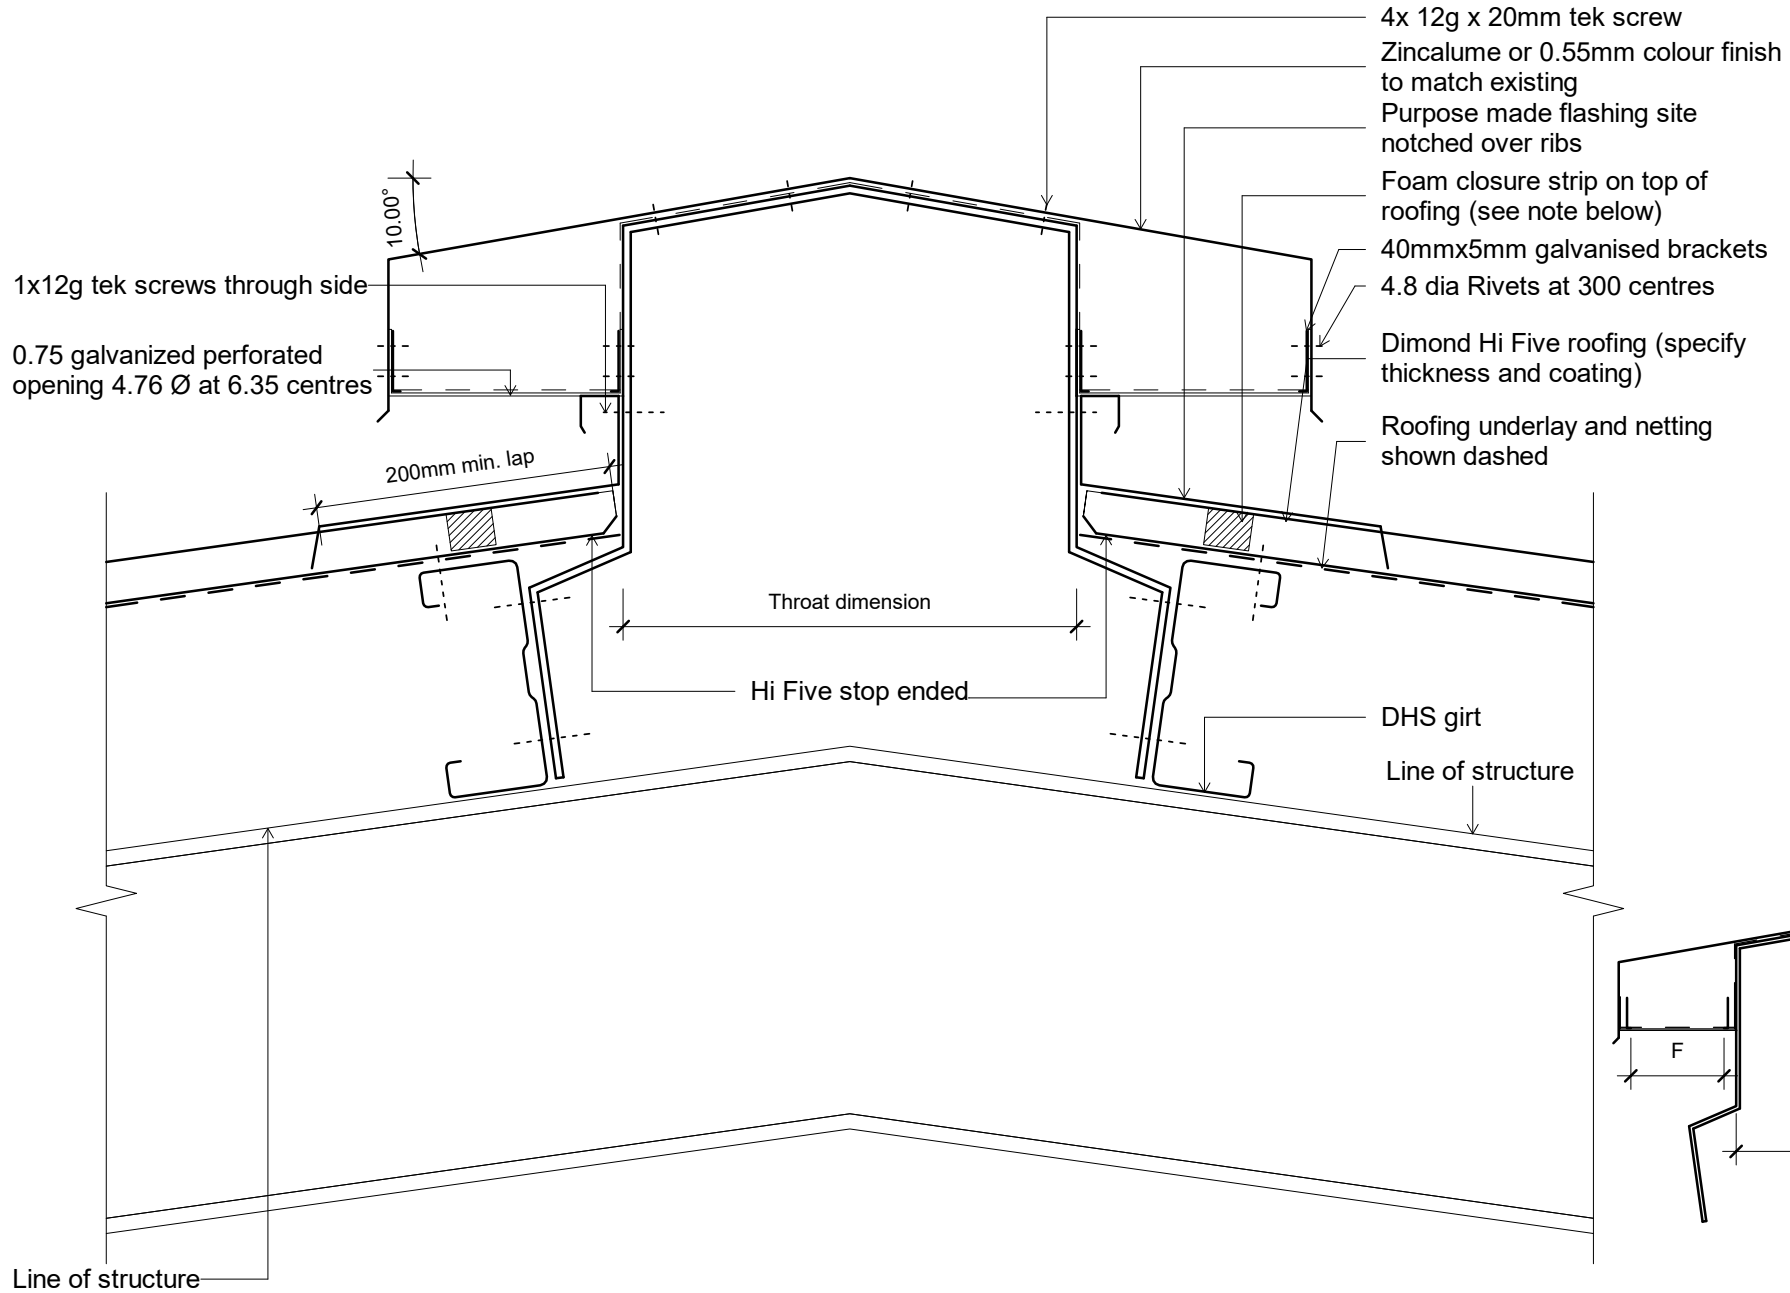 4x 12g x 20mm tek screw
Zincalume or 0.55mm colour finish
to match existing
Purpose made flashing site
notched over ribs
Foam closure strip on top of
roofing (see note below)
40mmx5mm galvanised brackets
4.8 dia Rivets at 300 centres
Dimond Hi Five roofing (specify
thickness and coating)
Roofing underlay and netting
shown dashed
10.00°
1x12g tek screws through side
0.75 galvanized perforated
opening 4.76 Ø at 6.35 centres
200mm min. lap
Throat dimension
Hi Five stop ended
DHS girt
Line of structure
F
Line of structure